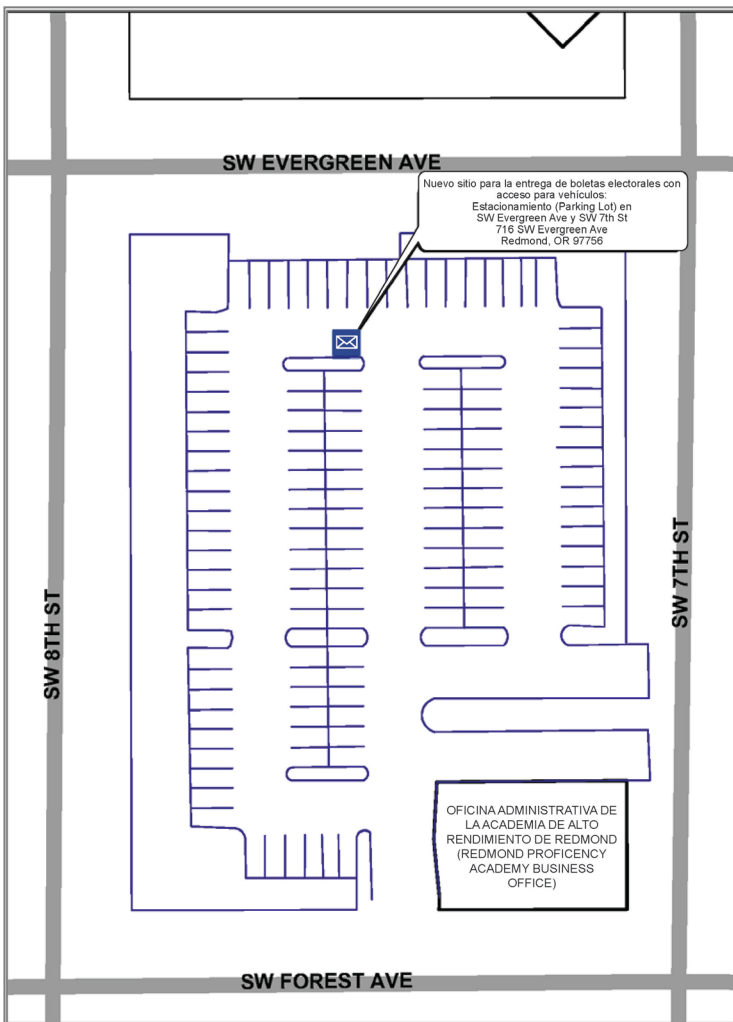 SW EVERGREEN AVE
Nuevo sitio para la entrega de boletas electorales con
acceso para vehículos:
Estacionamiento (Parking Lot) en
SW Evergreen Ave y SW 7th St
716 SW Evergreen Ave
Redmond, OR 97756
SW 8TH ST
SW 7TH ST
OFICINA ADMINISTRATIVA DE
LA ACADEMIA DE ALTO
RENDIMIENTO DE REDMOND
(REDMOND PROFICENCY
ACADEMY BUSINESS
OFFICE)
SW FOREST AVE